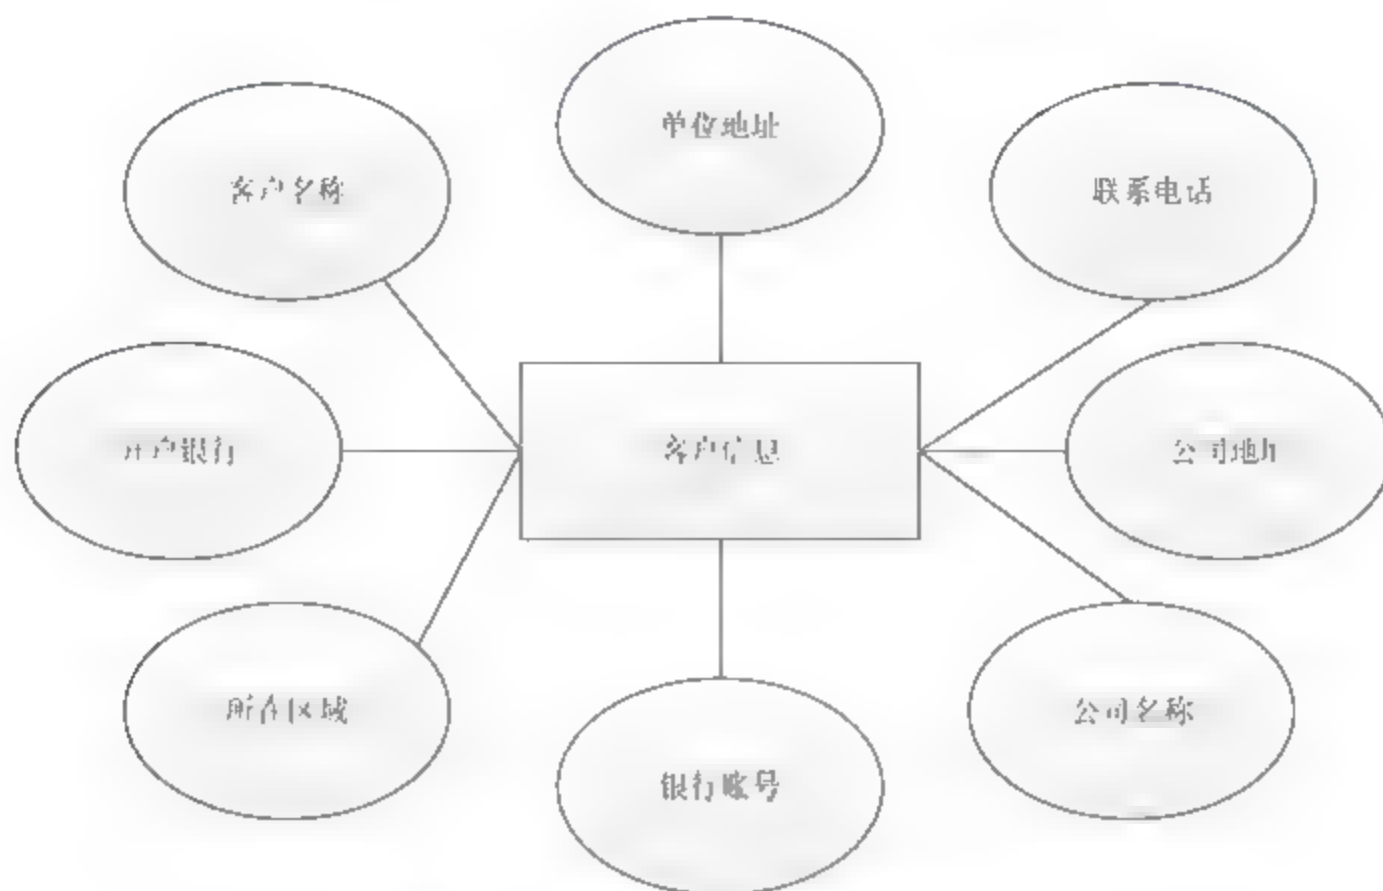 单位地址
客户名称
联系电话
开户银行
客户信息
公司地址
所在区域
公司名称
银行账号